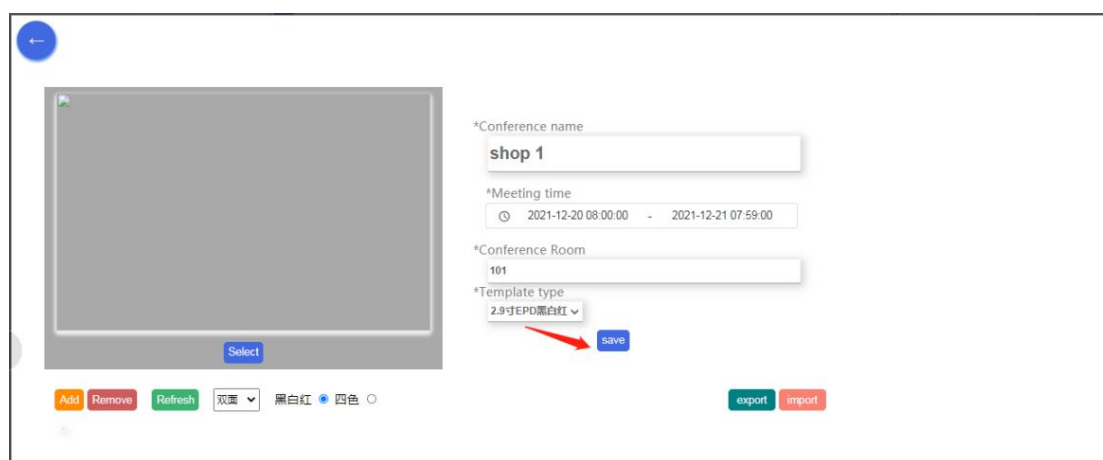 ←
*Conference name
shop 1
*Meeting time
2021-12-20 08:00:00 - 2021-12-21 07:59:00
*Conference Room
101
*Template type
2.9寸EPD黑白红
save
Select
Add Remove Refresh 双面 黑白红 四色 export import